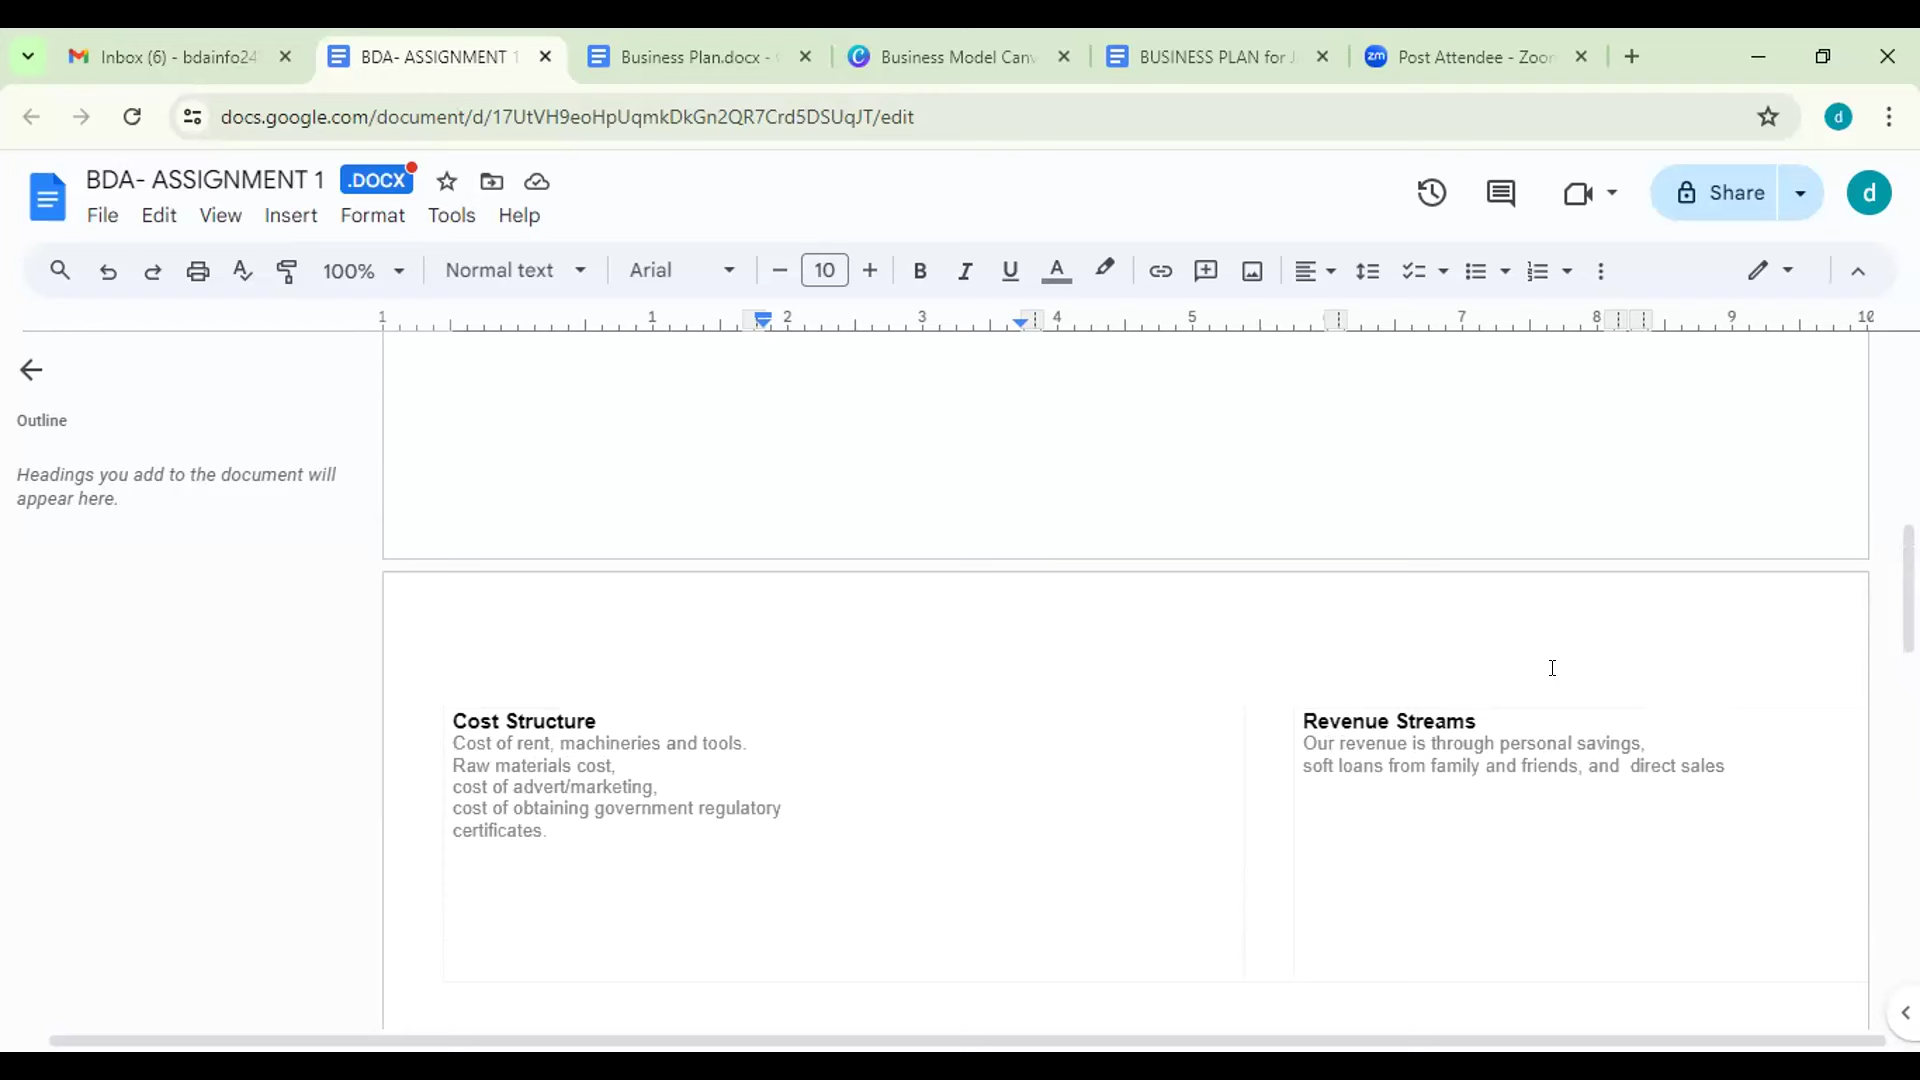 Inbox (6) - bdainfo24
BDA- ASSIGNMENT 1
Business Plan.docx -
Business Model Canv
BUSINESS PLAN for J
zm
Post Attendee - Zoom
docs.google.com/document/d/17UtVH9eoHpUqmkDkGn2QR7Crd5DSUqJT/edit
d
BDA- ASSIGNMENT 1
.DOCX
Share
d
File Edit View Insert Format Tools Help
100% Normal text Arial 10 B I U A
1 1 2 3 4 5 7 8 9 10
Outline
Headings you add to the document will
appear here.
Cost Structure
Cost of rent, machineries and tools.
Raw materials cost,
cost of advert/marketing,
cost of obtaining government regulatory
certificates.
Revenue Streams
Our revenue is through personal savings,
soft loans from family and friends, and  direct sales